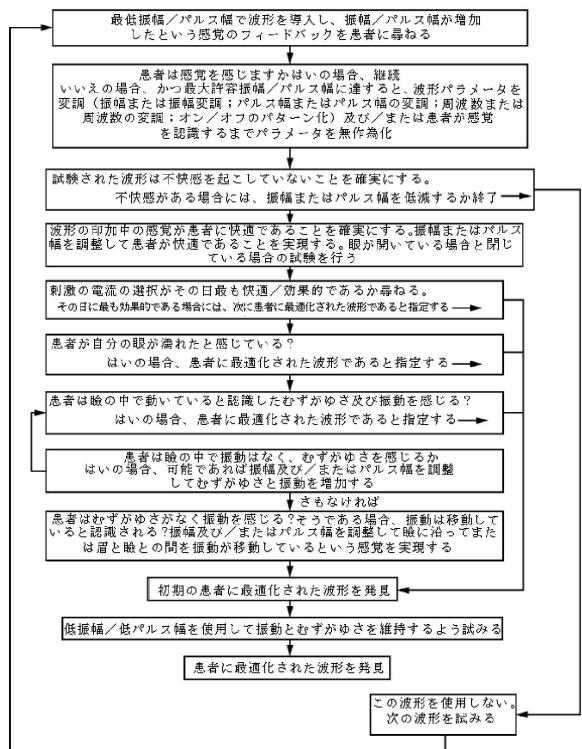 最低振幅／パルス幅で波形を導入し、振幅／パルス幅が増加
したという感覚のフィードバックを患者に尋ねる
患者は感覚を感じますかはいの場合、継続
いいえの場合、かつ最大許容振幅／パルス幅に達すると、波形パラメータを
変調（振幅または振幅変調；パルス幅またはパルス幅の変調；周波数または
周波数の変調；オン／オフのパターン化）及び／または患者が感覚
を認識するまでパラメータを無作為化
試験された波形は不快感を起こしていないことを確実にする。
不快感がある場合には、振幅またはパルス幅を低減するか終了
波形の印加中の感覚が患者に快適であることを確実にする。振幅またはパルス
幅を調整して患者が快適であることを実現する。眼が開いている場合と閉じ
ている場合の試験を行う
刺激の電流の選択がその日最も快適／効果的であるか尋ねる。
その日に最も効果的である場合には、次に患者に最適化された波形であると指定する
患者が自分の眼が濡れたと感じている？
はいの場合、患者に最適化された波形であると指定する
患者は瞼の中で動いていると認識したむずがゆさ及び振動を感じる？
はいの場合、患者に最適化された波形であると指定する
患者は瞼の中で振動はなく、むずがゆさを感じるか
はいの場合、可能であれば振幅及び／またはパルス幅を調整
してむずがゆさと振動を増加する
さもなければ
患者はむずがゆさがなく振動を感じる？そうである場合、振動は移動して
いると認識される？振幅及び／またはパルス幅を調整して瞼に沿ってまた
は眉と瞼との間を振動が移動しているという感覚を実現する
初期の患者に最適化された波形を発見
低振幅／低パルス幅を使用して振動とむずがゆさを維持するよう試みる
患者に最適化された波形を発見
この波形を使用しない。
次の波形を試みる